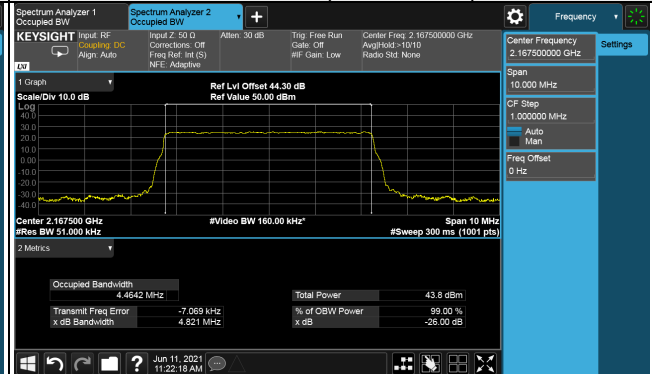 Spectrum Analyzer 1
Occupied BW
Spectrum Analyzer 2
Occupied BW
Frequency
KEYSIGHT
LXI
Input: RF
Coupling: DC
Align: Auto
Input Z: 50 Ω
Corrections: Off
Freq Ref: Int (S)
NFE: Adaptive
Atten: 30 dB
Trig: Free Run
Gate: Off
#IF Gain: Low
Center Freq: 2.167500000 GHz
Avg|Hold:>10/10
Radio Std: None
Center Frequency
2.167500000 GHz
Settings
Span
10.000 MHz
CF Step
1.000000 MHz
Auto
Man
Freq Offset
0 Hz
1 Graph
Scale/Div 10.0 dB
Ref Lvl Offset 44.30 dB
Ref Value 50.00 dBm
Log
40.0
30.0
20.0
10.0
0.00
-10.0
-20.0
-30.0
-40.0
Center 2.167500 GHz
#Video BW 160.00 kHz*
Span 10 MHz
#Res BW 51.000 kHz
#Sweep 300 ms (1001 pts)
2 Metrics
Occupied Bandwidth
4.4642 MHz
Total Power
43.8 dBm
Transmit Freq Error
-7.069 kHz
% of OBW Power
99.00 %
x dB Bandwidth
4.821 MHz
x dB
-26.00 dB
Jun 11, 2021
11:22:18 AM